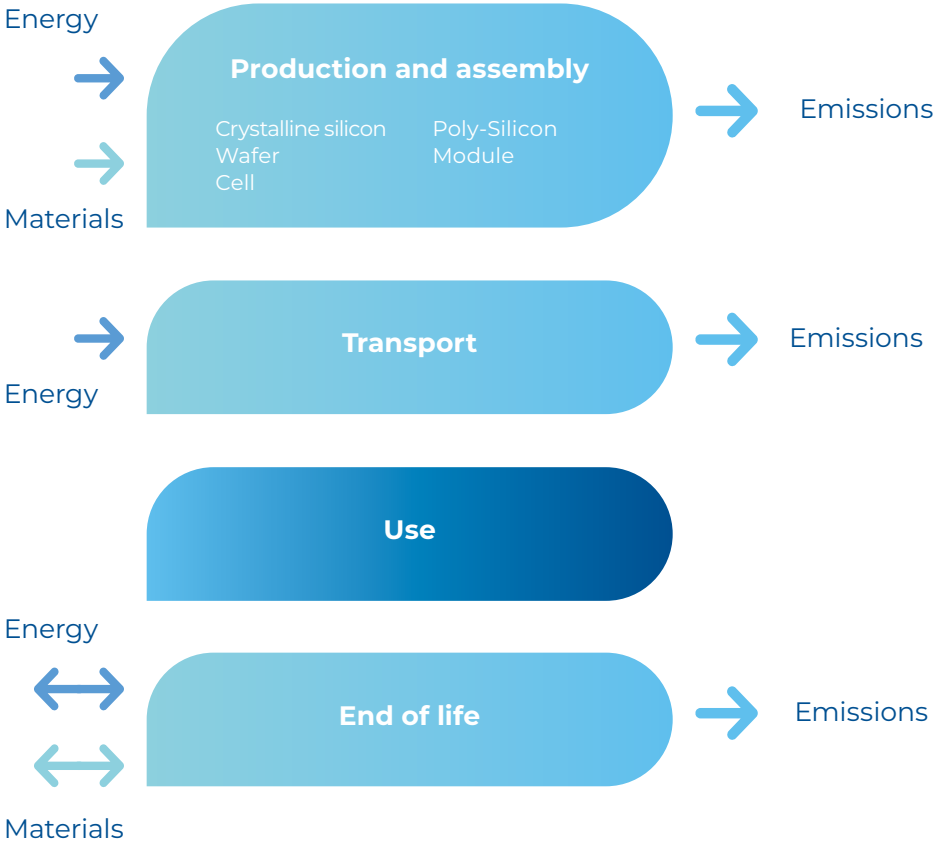 Energy
Production and assembly
Crystalline silicon
Wafer
Cell
Poly-Silicon
Module
Emissions
Materials
Transport
Emissions
Energy
Use
Energy
End of life
Emissions
Materials